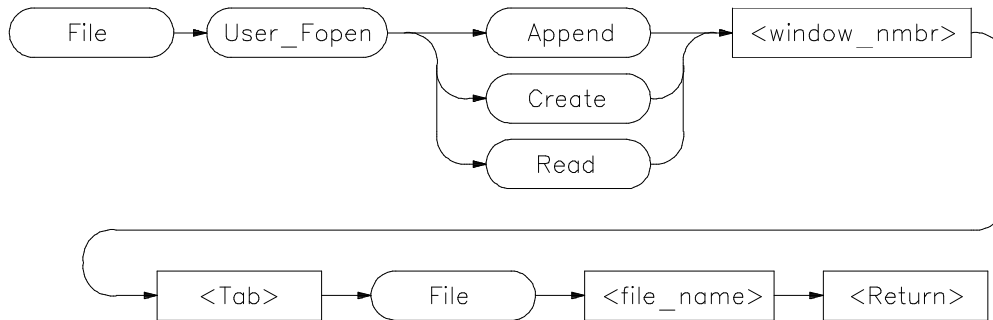 File User_Fopen Append <window_nmbr>
Create
Read
<Tab> File <file_name> <Return>